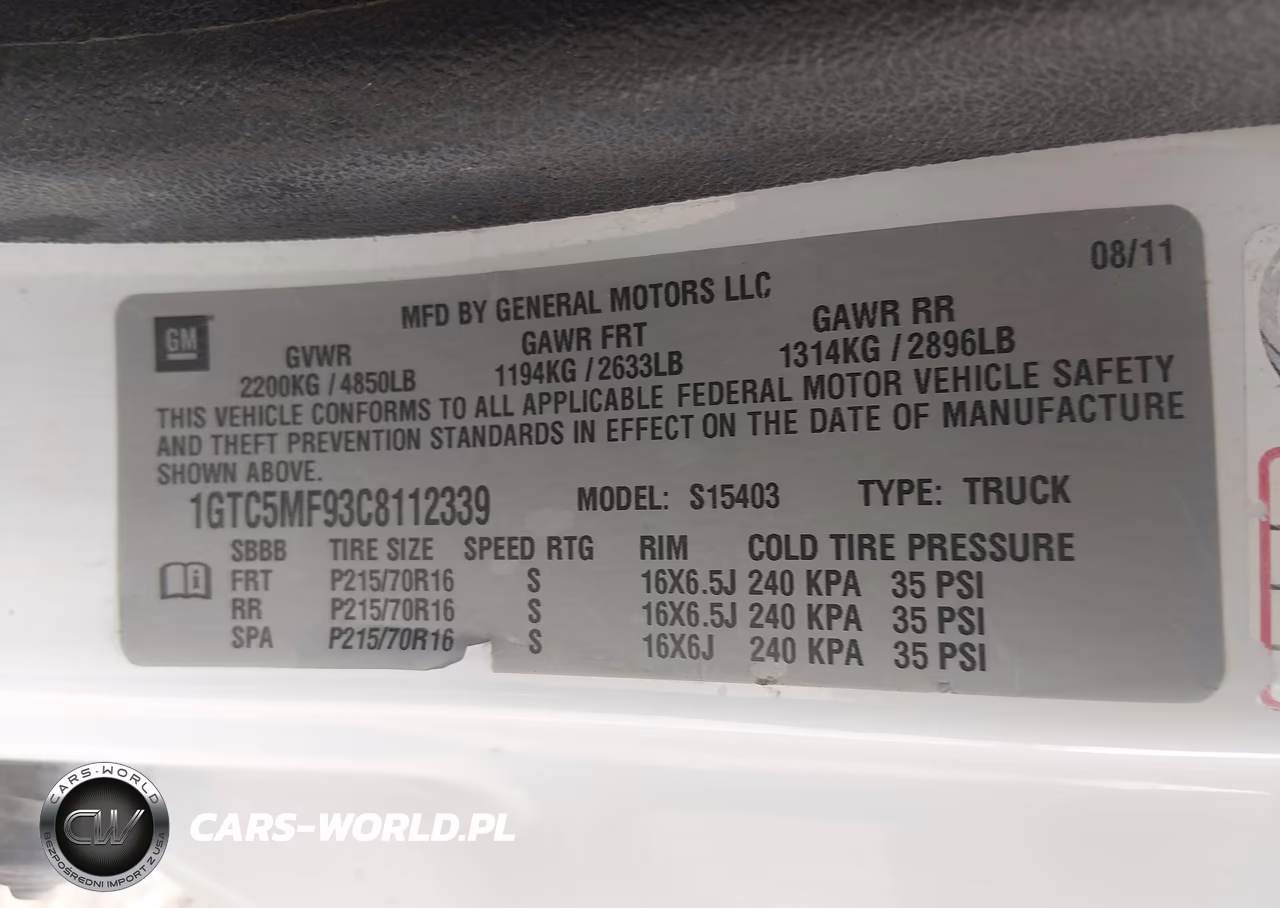 08/11
GM
MFD BY GENERAL MOTORS LLC
GVWR GAWR FRT GAWR RR
2200KG / 4850LB 1194KG / 2633LB 1314KG / 2896LB
THIS VEHICLE CONFORMS TO ALL APPLICABLE FEDERAL MOTOR VEHICLE SAFETY
AND THEFT PREVENTION STANDARDS IN EFFECT ON THE DATE OF MANUFACTURE
SHOWN ABOVE.
1GTC5MF93C8112339 MODEL: S15403 TYPE: TRUCK
SBBB TIRE SIZE SPEED RTG RIM COLD TIRE PRESSURE
FRT P215/70R16 S 16X6.5J 240 KPA 35 PSI
RR P215/70R16 S 16X6.5J 240 KPA 35 PSI
SPA P215/70R16 S 16X6J 240 KPA 35 PSI
CARS-WORLD
CW
BEZPOŚREDNI IMPORT Z USA
CARS-WORLD.PL